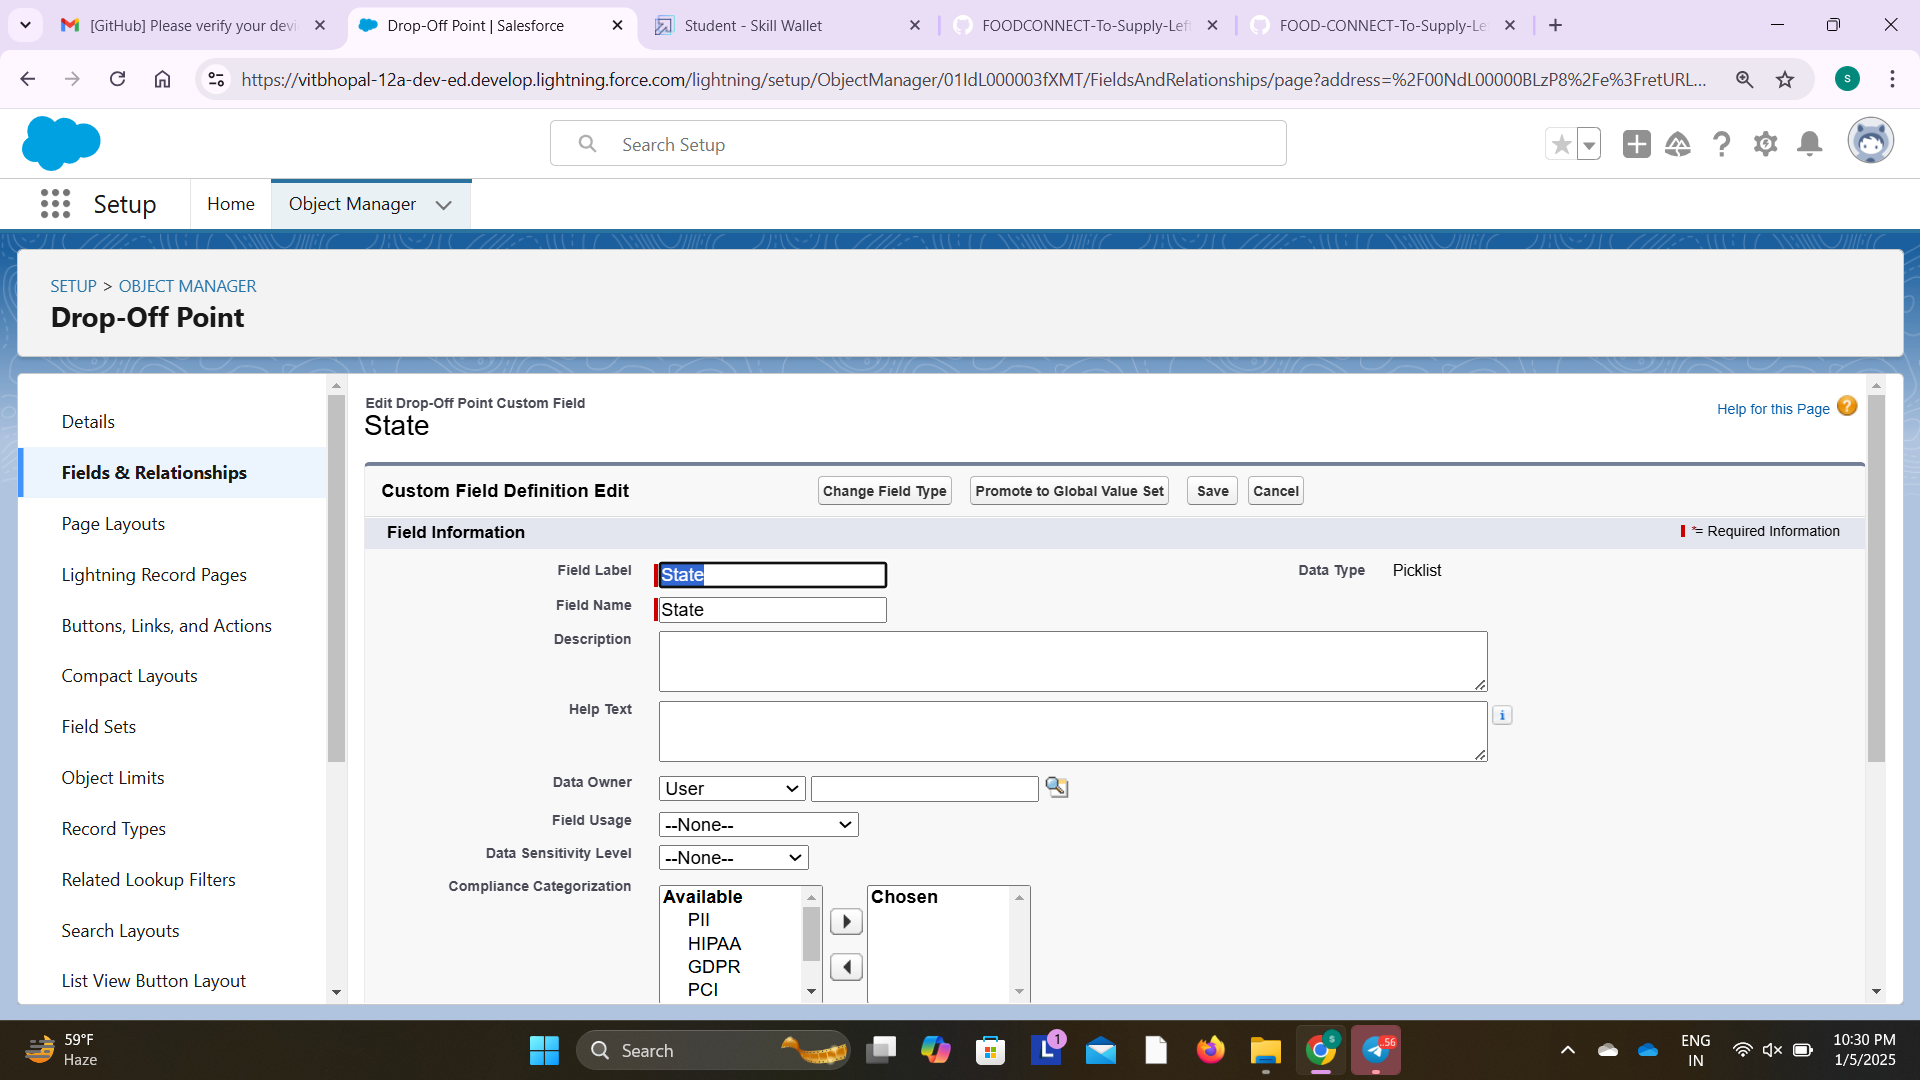 [GitHub] Please verify your devi
Drop-Off Point | Salesforce
Student - Skill Wallet
FOODCONNECT-To-Supply-Left
FOOD-CONNECT-To-Supply-Le
https://vitbhopal-12a-dev-ed.develop.lightning.force.com/lightning/setup/ObjectManager/01IdL000003fXMT/FieldsAndRelationships/page?address=%2F00NdL00000BLzP8%2Fe%3FretURL...
S
Search Setup
Setup
Home
Object Manager
SETUP > OBJECT MANAGER
Drop-Off Point
Details
Fields & Relationships
Page Layouts
Lightning Record Pages
Buttons, Links, and Actions
Compact Layouts
Field Sets
Object Limits
Record Types
Related Lookup Filters
Search Layouts
List View Button Layout
Edit Drop-Off Point Custom Field
State
Help for this Page ?
Custom Field Definition Edit
Change Field Type
Promote to Global Value Set
Save
Cancel
Field Information
*= Required Information
Field Label
State
Data Type
Picklist
Field Name
State
Description
Help Text
i
Data Owner
User
Field Usage
--None--
Data Sensitivity Level
--None--
Compliance Categorization
Available
PII
HIPAA
GDPR
PCI
Chosen
59°F
Haze
Search
L
1
S
..56
ENG
IN
10:30 PM
1/5/2025